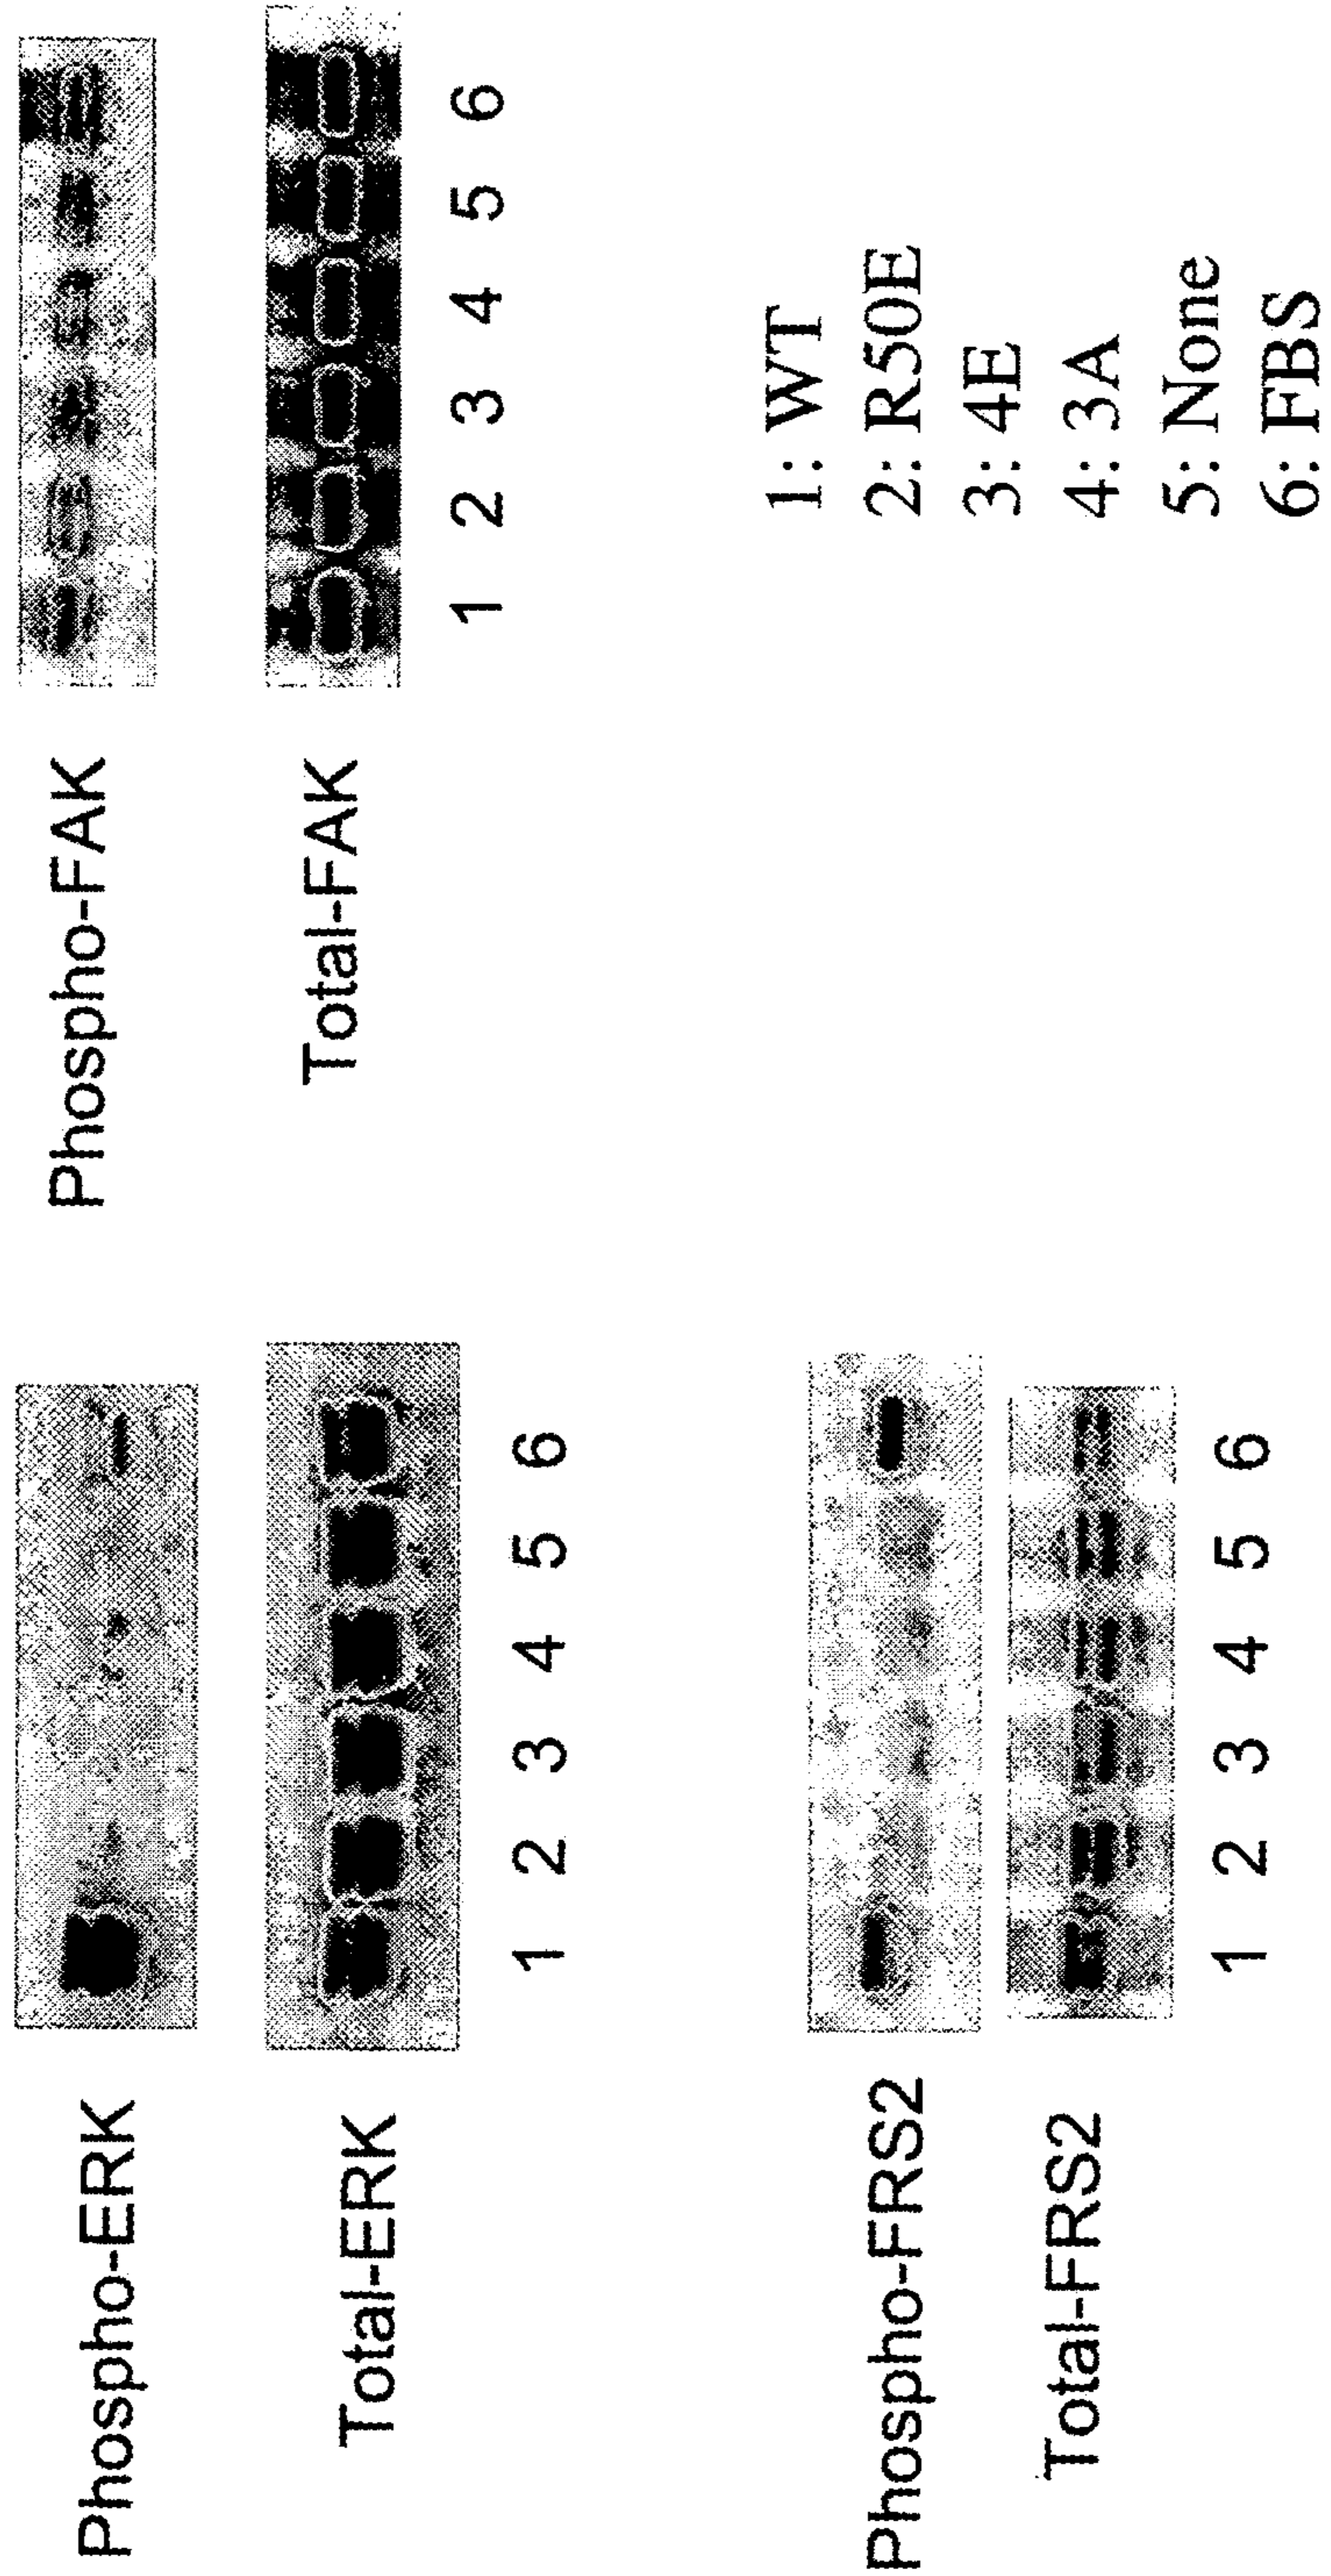 Phospho-ERK
Total-ERK
1 2 3 4 5 6
Phospho-FAK
Total-FAK
1 2 3 4 5 6
Phospho-FRS2
Total-FRS2
1 2 3 4 5 6
1: WT
2: R50E
3: 4E
4: 3A
5: None
6: FBS